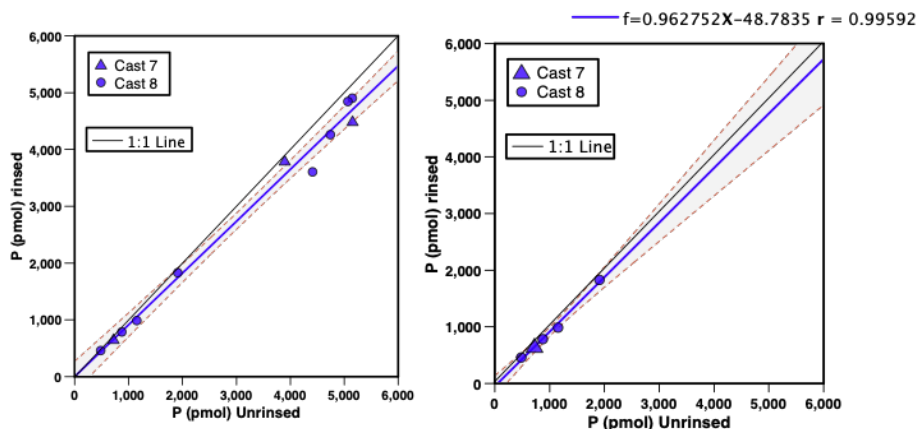 f=0.962752X−48.7835 r = 0.99592
6,000
5,000
4,000
3,000
2,000
1,000
0
P (pmol) rinsed
Cast 7
Cast 8
1:1 Line
0
1,000
2,000
3,000
4,000
5,000
6,000
P (pmol) Unrinsed
6,000
5,000
4,000
3,000
2,000
1,000
0
P (pmol) rinsed
Cast 7
Cast 8
1:1 Line
0
1,000
2,000
3,000
4,000
5,000
6,000
P (pmol) Unrinsed